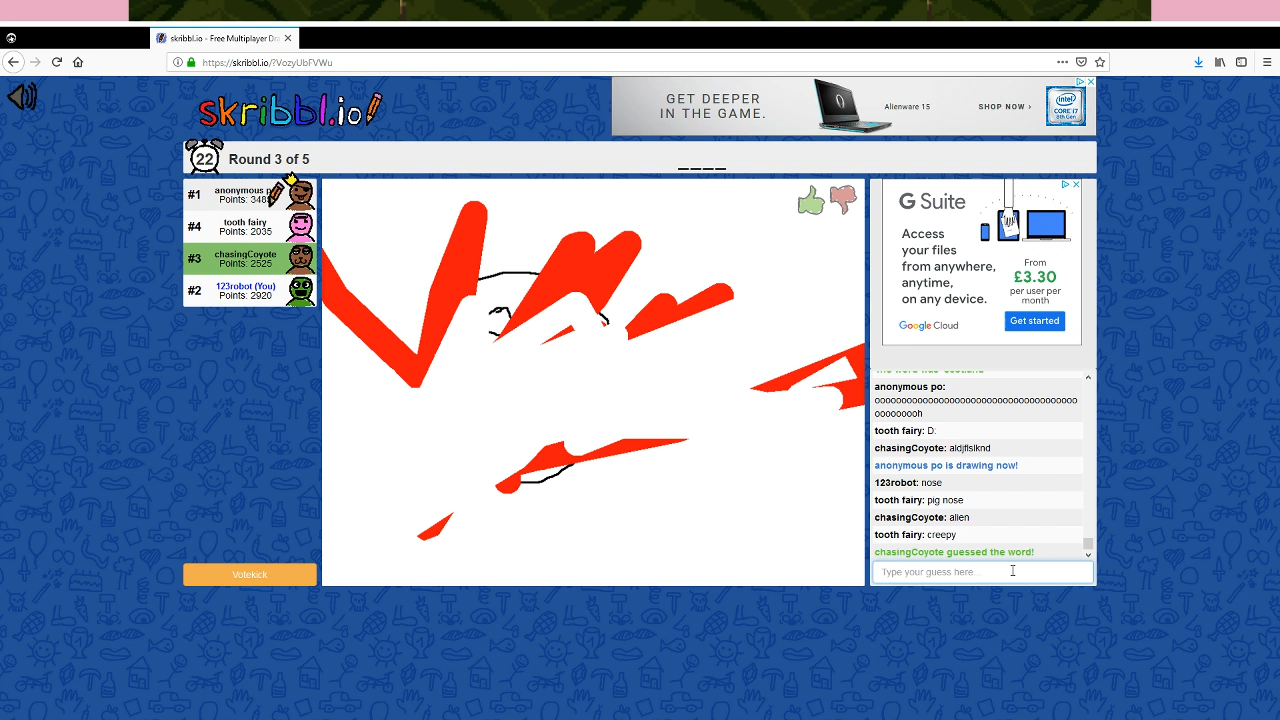 skribbl.io - Free Multiplayer Dr
https://skribbl.io/?VozyUbFVWu
skribbl.io
GET DEEPER
IN THE GAME.
Alienware 15
SHOP NOW ›
intel
CORE i7
8th Gen
22
Round 3 of 5
#1
anonymous p
Points: 348
#4
tooth fairy
Points: 2035
#3
chasingCoyote
Points: 2525
#2
123robot (You)
Points: 2920
Votekick
G Suite
Access
your files
from anywhere,
anytime,
on any device.
From
£3.30
per user per
month
Google Cloud
Get started
anonymous po:
tooth fairy: D:
chasingCoyote: aldjflslknd
anonymous po is drawing now!
123robot: nose
tooth fairy: pig nose
chasingCoyote: alien
tooth fairy: creepy
chasingCoyote guessed the word!
Type your guess here...